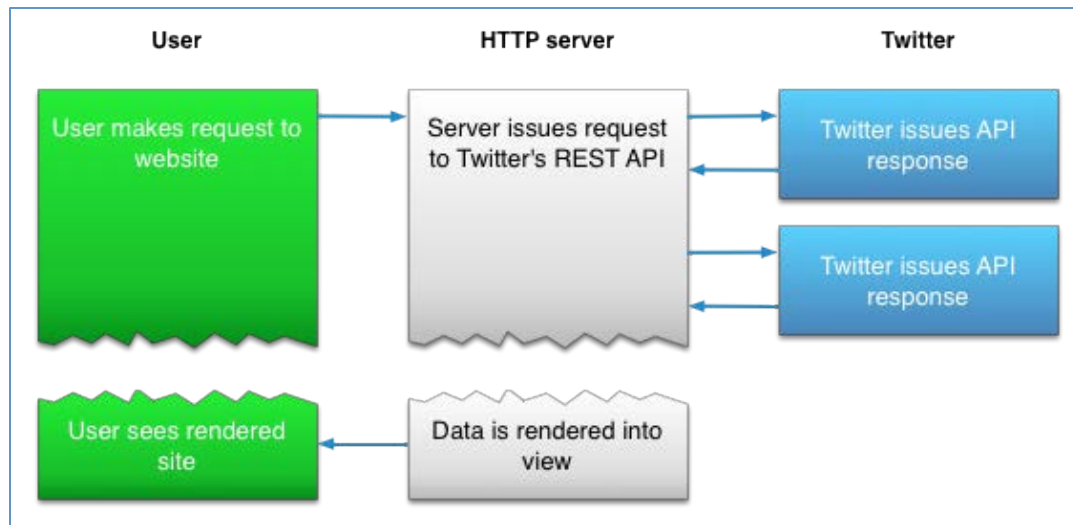 User
HTTP server
Twitter
User makes request to
website
Server issues request
to Twitter's REST API
Twitter issues API
response
Twitter issues API
response
User sees rendered
site
Data is rendered into
view